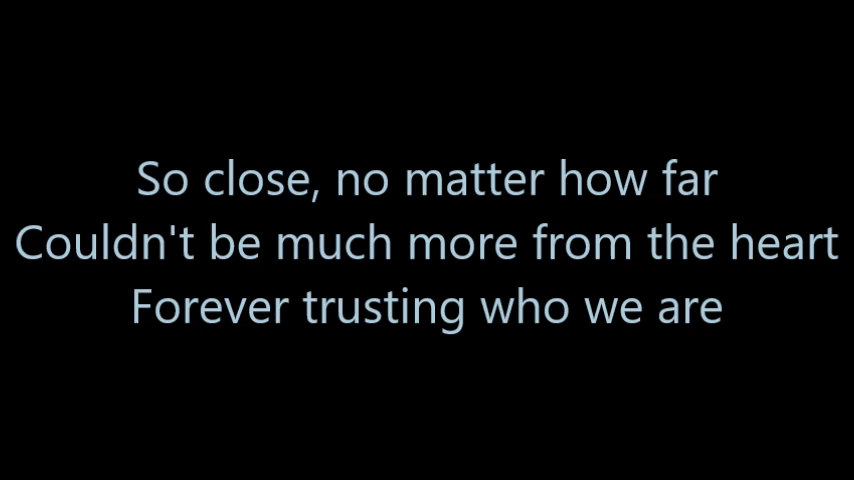 So close, no matter how far
Couldn't be much more from the heart
Forever trusting who we are